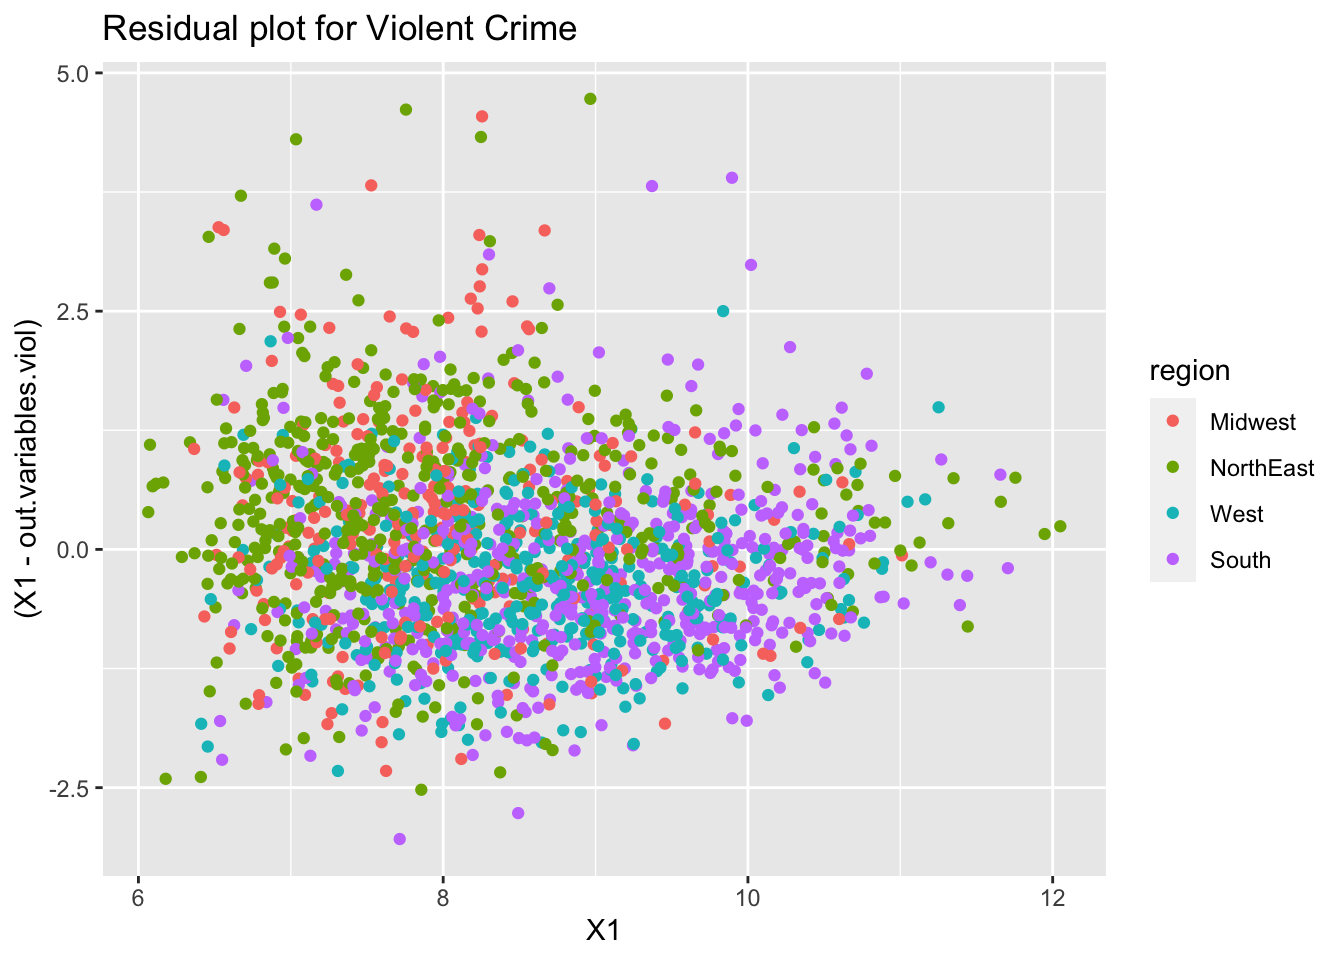 Residual plot for Violent Crime
5.0
2.5
0.0
-2.5
(X1 - out.variables.viol)
6 8 10 12
X1
region
Midwest
NorthEast
West
South